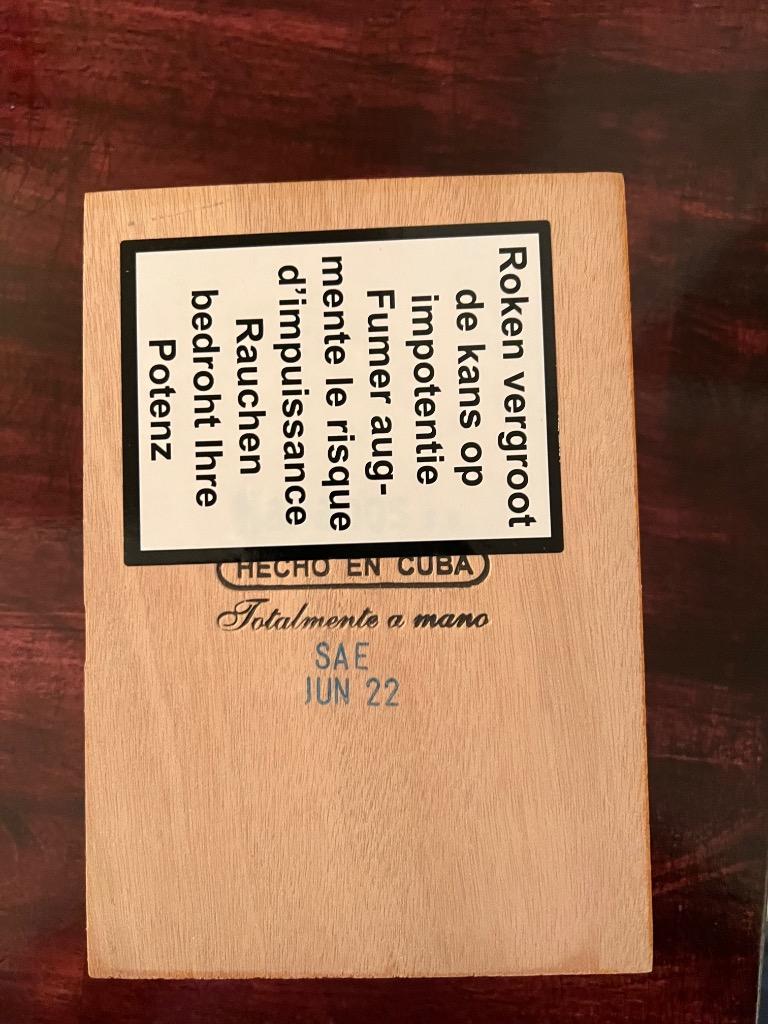 Roken vergroot
de kans op
impotentie
Fumer aug-
mente le risque
d'impuissance
Rauchen
bedroht Ihre
Potenz
HECHO EN CUBA
Totalmente a mano
SAE
JUN 22